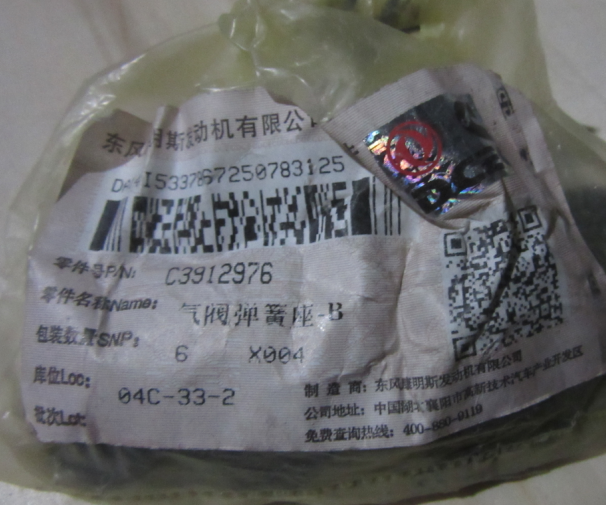 东风康明斯发动机有限公
零件号P/N: C3912976
零件名称Name: 气阀弹簧座-B
包装数量SNP: 6 X004
库位Loc: 04C-33-2
批次Lot:
制 造 商: 东风康明斯发动机有限公司
公司地址: 中国湖北襄阳市高新技术汽车产业开发区
免费查询热线: 400-880-0119